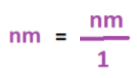 nm = nm/1